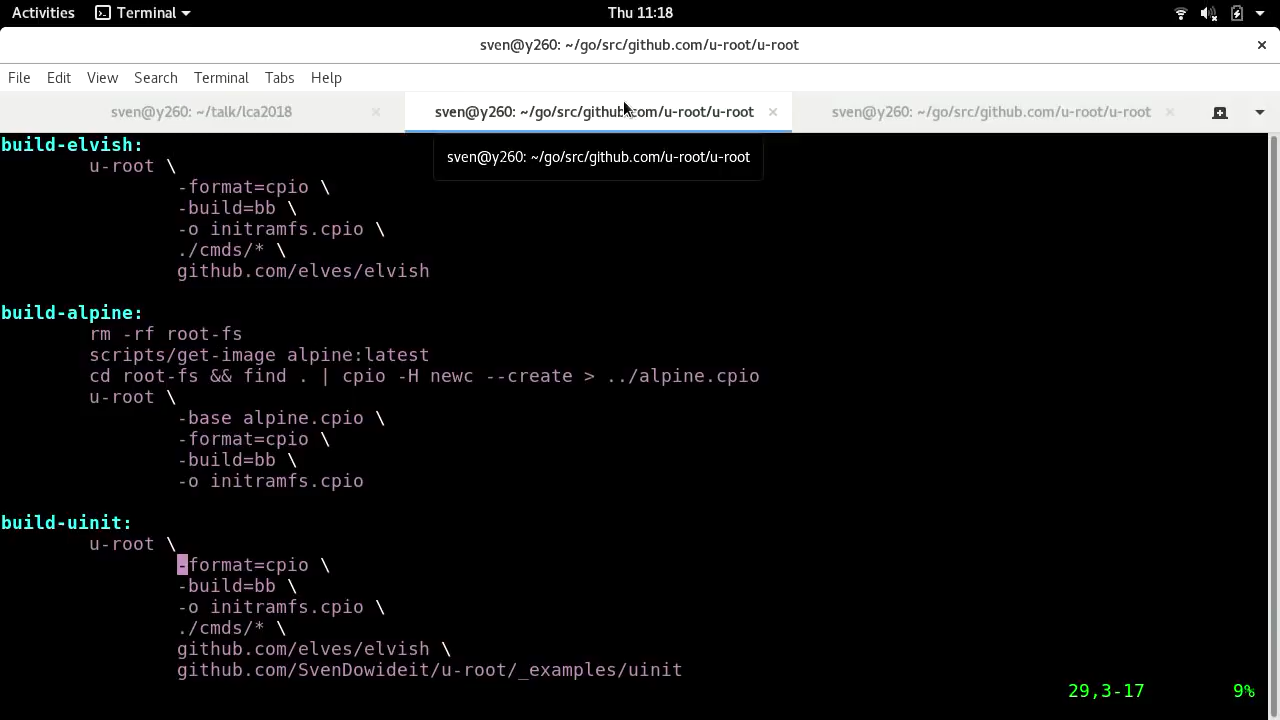 Activities Terminal Thu 11:18
sven@y260: ~/go/src/github.com/u-root/u-root
File Edit View Search Terminal Tabs Help
sven@y260: ~/talk/lca2018 sven@y260: ~/go/src/github.com/u-root/u-root sven@y260: ~/go/src/github.com/u-root/u-root
sven@y260: ~/go/src/github.com/u-root/u-root
build-elvish:
u-root \
-format=cpio \
-build=bb \
-o initramfs.cpio \
./cmds/* \
github.com/elves/elvish
build-alpine:
rm -rf root-fs
scripts/get-image alpine:latest
cd root-fs && find . | cpio -H newc --create > ../alpine.cpio
u-root \
-base alpine.cpio \
-format=cpio \
-build=bb \
-o initramfs.cpio
build-uinit:
u-root \
-format=cpio \
-build=bb \
-o initramfs.cpio \
./cmds/* \
github.com/elves/elvish \
github.com/SvenDowideit/u-root/_examples/uinit
29,3-17 9%